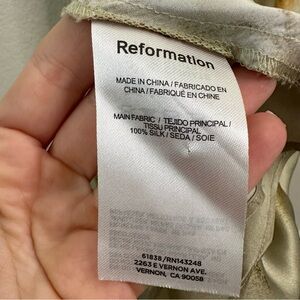 Reformation
MADE IN CHINA / FABRICADO EN
CHINA / FABRIQUÉ EN CHINE
MAIN FABRIC / TEJIDO PRINCIPAL /
TISSU PRINCIPAL
100% SILK / SEDA / SOIE
61838/RN143248
2263 E VERNON AVE.
VERNON, CA 90058